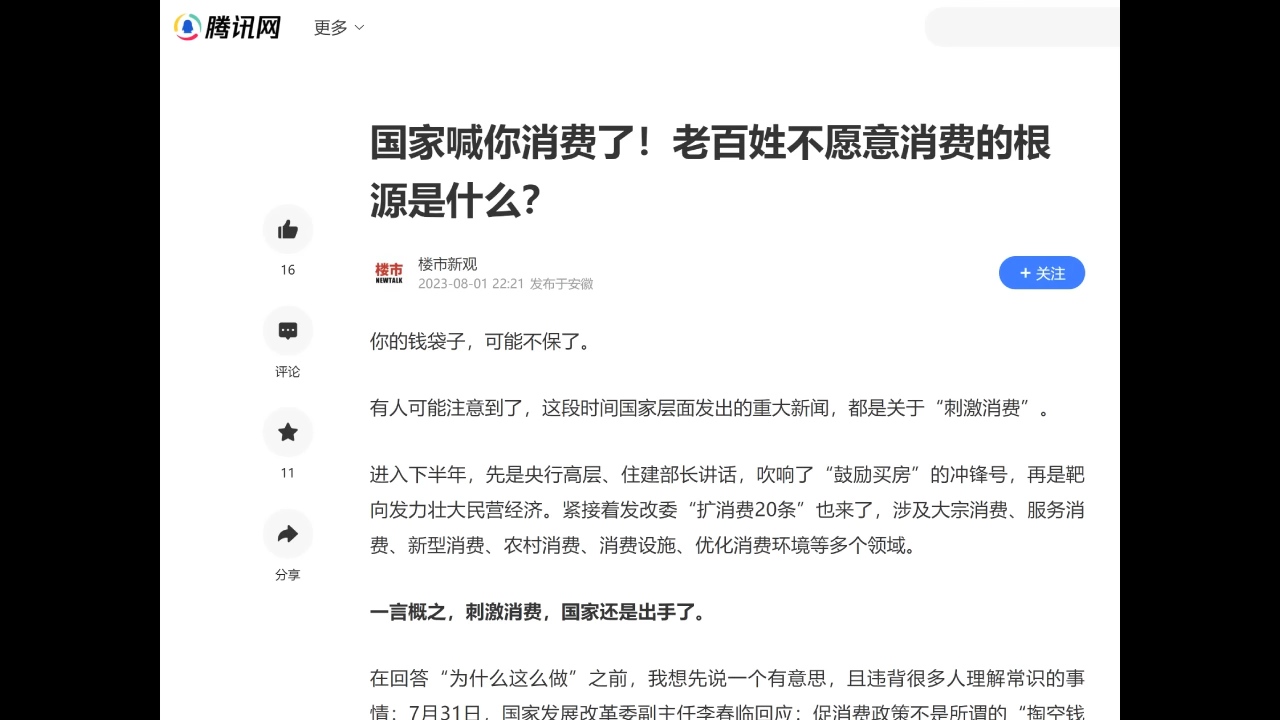 腾讯网 更多
国家喊你消费了！老百姓不愿意消费的根
源是什么？
楼市
NEWTALK
楼市新观
2023-08-01 22:21 发布于安徽
+ 关注
16
评论
11
分享
你的钱袋子，可能不保了。
有人可能注意到了，这段时间国家层面发出的重大新闻，都是关于“刺激消费”。
进入下半年，先是央行高层、住建部长讲话，吹响了“鼓励买房”的冲锋号，再是靶
向发力壮大民营经济。紧接着发改委“扩消费20条”也来了，涉及大宗消费、服务消
费、新型消费、农村消费、消费设施、优化消费环境等多个领域。
一言概之，刺激消费，国家还是出手了。
在回答“为什么这么做”之前，我想先说一个有意思，且违背很多人理解常识的事
情：7月31日，国家发展改革委副主任李春临回应：促消费政策不是所谓的“掏空钱